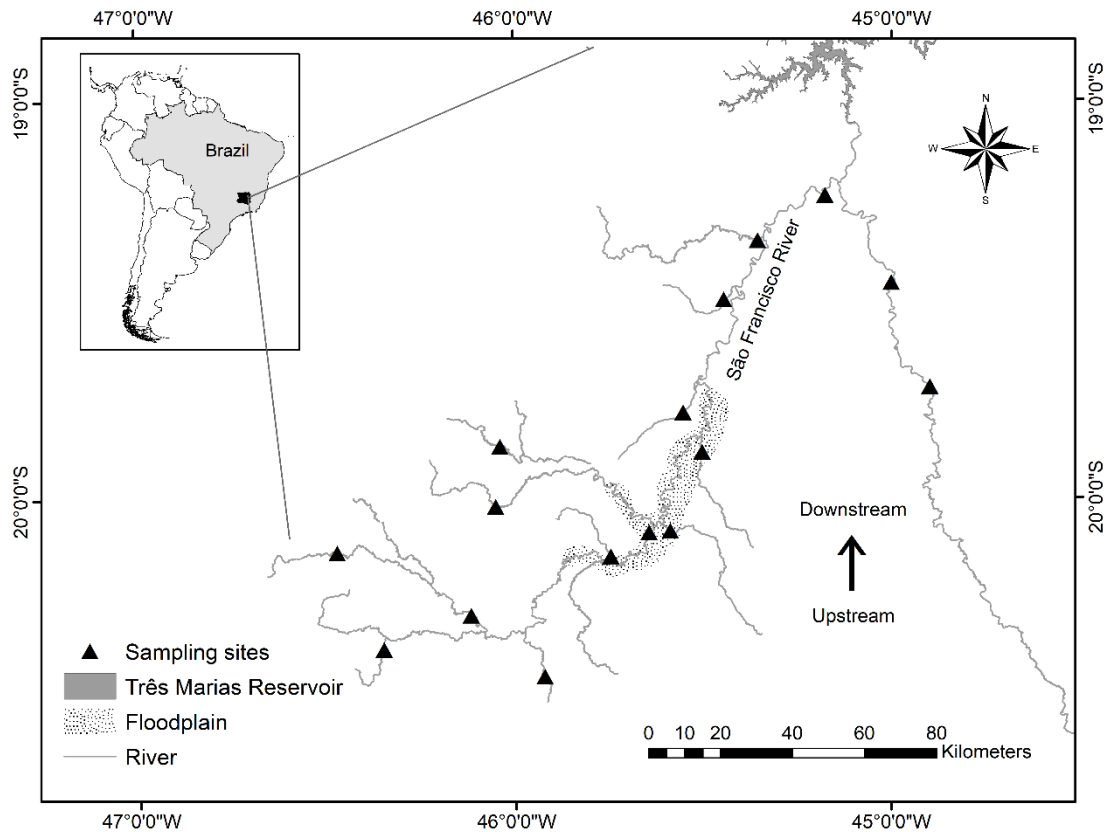 47°0'0"W
46°0'0"W
45°0'0"W
19°0'0"S
19°0'0"S
Brazil
N
W
E
S
São Francisco River
20°0'0"S
20°0'0"S
Downstream
Upstream
Sampling sites
Três Marias Reservoir
Floodplain
River
0 10 20 40 60 80
Kilometers
47°0'0"W
46°0'0"W
45°0'0"W